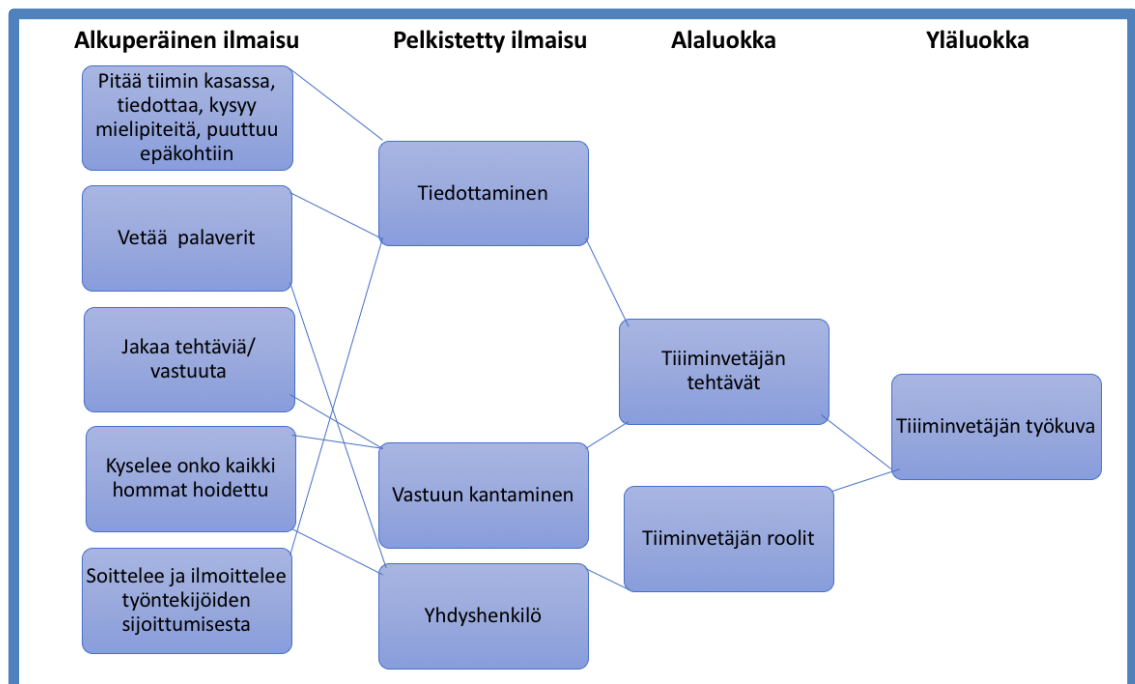 Alkuperäinen ilmaisu
Pelkistetty ilmaisu
Alaluokka
Yläluokka
Pitää tiimin kasassa,
tiedottaa, kysyy
mielipiteitä, puuttuu
epäkohtiin
Vetää palaverit
Jakaa tehtäviä/
vastuuta
Kyselee onko kaikki
hommat hoidettu
Soittelee ja ilmoittelee
työntekijöiden
sijoittumisesta
Tiedottaminen
Vastuun kantaminen
Yhdyshenkilö
Tiiiminvetäjän
tehtävät
Tiiminvetäjän roolit
Tiiiminvetäjän työkuva